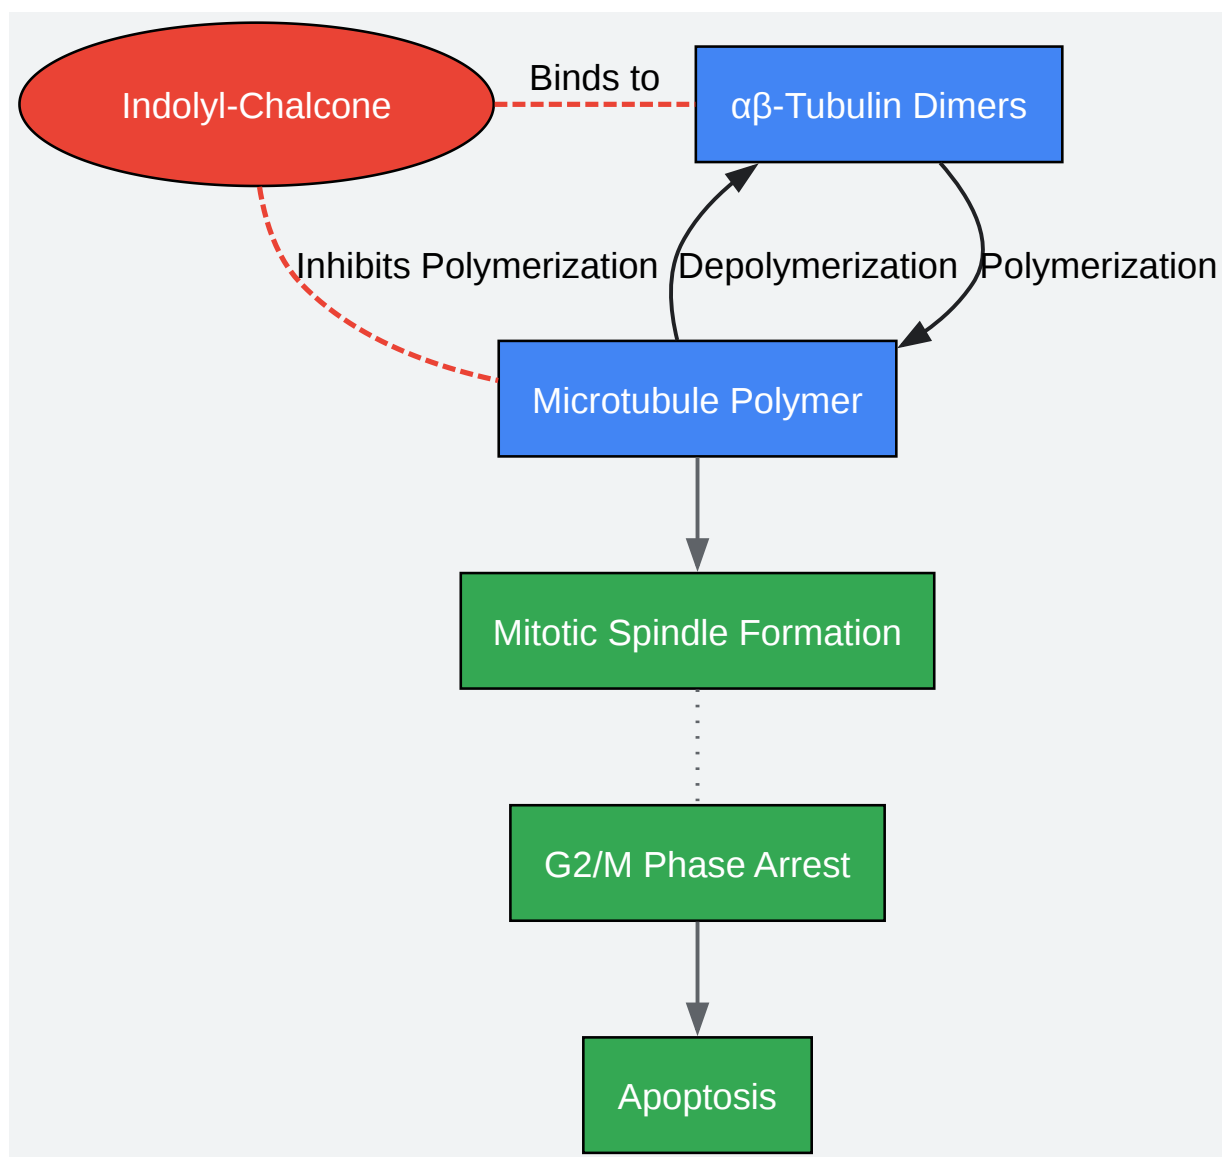 Indolyl-Chalcone
Binds to
αβ-Tubulin Dimers
Inhibits Polymerization
Depolymerization
Polymerization
Microtubule Polymer
Mitotic Spindle Formation
G2/M Phase Arrest
Apoptosis